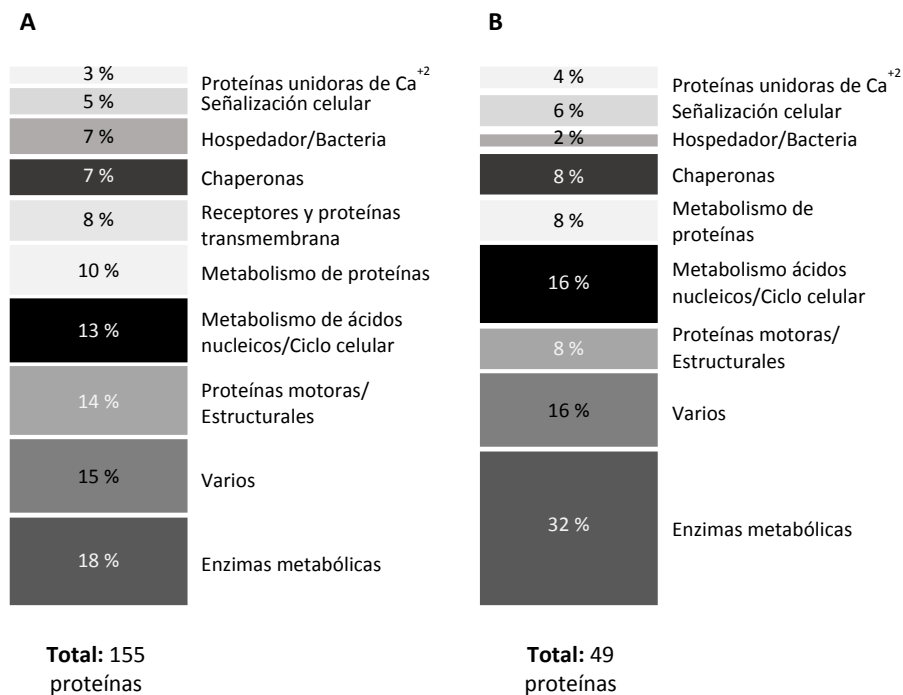 A
3 %
Proteínas unidoras de Ca+2
5 %
Señalización celular
7 %
Hospedador/Bacteria
7 %
Chaperonas
8 %
Receptores y proteínas
transmembrana
10 %
Metabolismo de proteínas
13 %
Metabolismo de ácidos
nucleicos/Ciclo celular
14 %
Proteínas motoras/
Estructurales
15 %
Varios
18 %
Enzimas metabólicas
Total: 155
proteínas
B
4 %
Proteínas unidoras de Ca+2
6 %
Señalización celular
2 %
Hospedador/Bacteria
8 %
Chaperonas
8 %
Metabolismo de
proteínas
16 %
Metabolismo ácidos
nucleicos/Ciclo celular
8 %
Proteínas motoras/
Estructurales
16 %
Varios
32 %
Enzimas metabólicas
Total: 49
proteínas